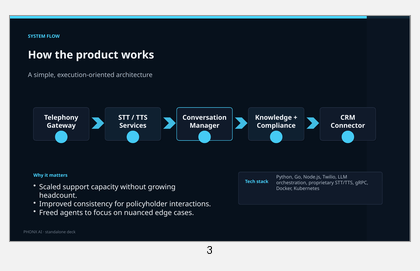 SYSTEM FLOW
How the product works
A simple, execution-oriented architecture
Telephony
Gateway
STT / TTS
Services
Conversation
Manager
Knowledge +
Compliance
CRM
Connector
Why it matters
• Scaled support capacity without growing
headcount.
• Improved consistency for policyholder interactions.
• Freed agents to focus on nuanced edge cases.
Tech stack
Python, Go, Node.js, Twilio, LLM
orchestration, proprietary STT/TTS, gRPC,
Docker, Kubernetes
3